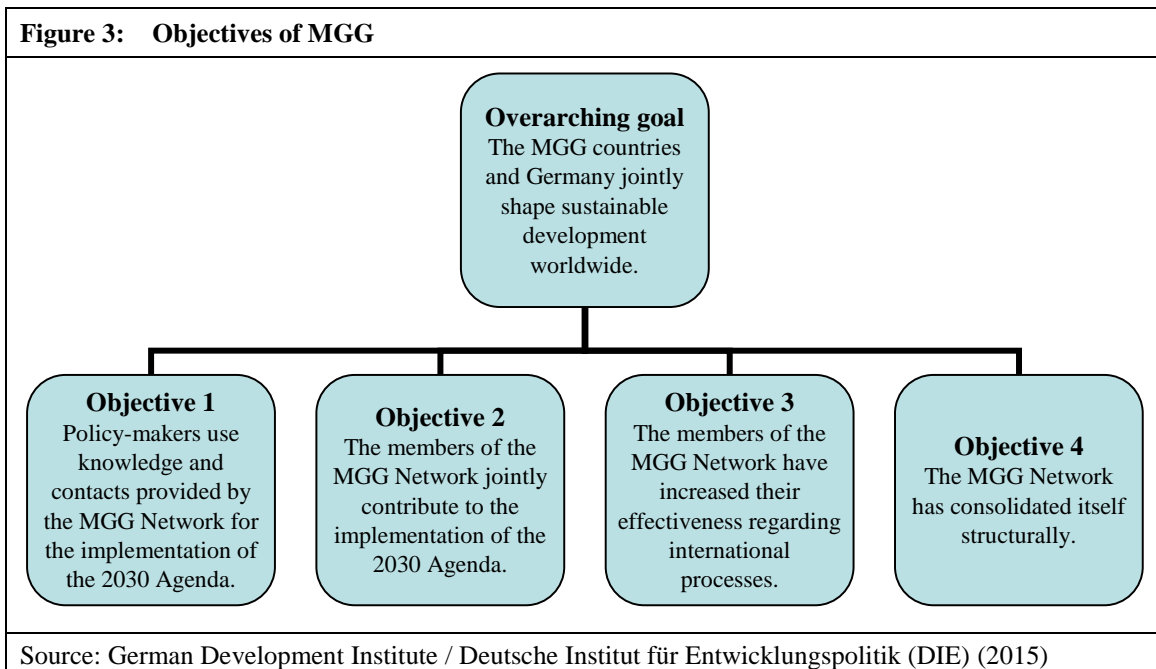 Figure 3: Objectives of MGG
Overarching goal
The MGG countries
and Germany jointly
shape sustainable
development
worldwide.
Objective 1
Policy-makers use
knowledge and
contacts provided by
the MGG Network for
the implementation of
the 2030 Agenda.
Objective 2
The members of the
MGG Network jointly
contribute to the
implementation of the
2030 Agenda.
Objective 3
The members of the
MGG Network have
increased their
effectiveness regarding
international
processes.
Objective 4
The MGG Network
has consolidated itself
structurally.
Source: German Development Institute / Deutsche Institut für Entwicklungspolitik (DIE) (2015)